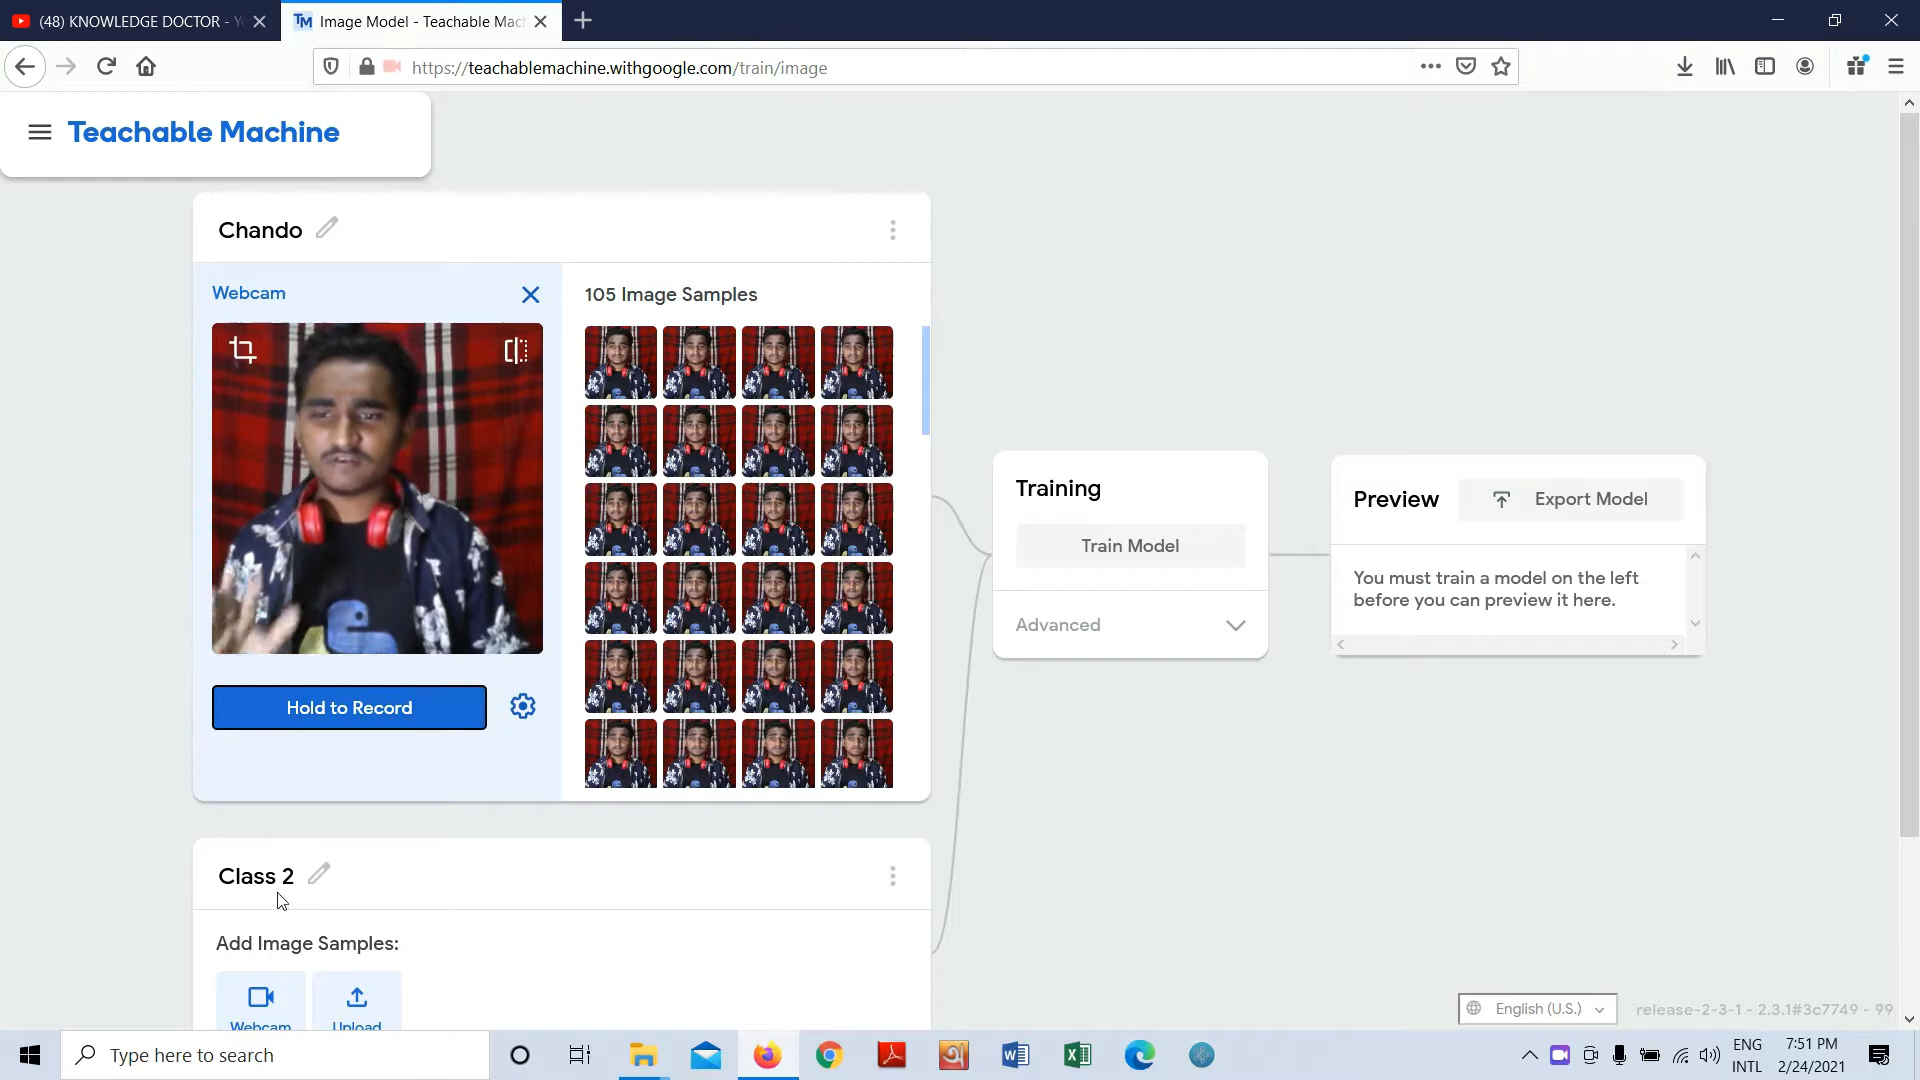 (48) KNOWLEDGE DOCTOR - Y
TM Image Model - Teachable Mac
https://teachablemachine.withgoogle.com/train/image
Teachable Machine
Chando
Webcam
105 Image Samples
Hold to Record
Training
Train Model
Advanced
Preview
Export Model
You must train a model on the left
before you can preview it here.
Class 2
Add Image Samples:
Webcam
Upload
English (U.S.)
release-2-3-1 - 2.3.1#3c7749 - 99
Type here to search
ENG
INTL
7:51 PM
2/24/2021